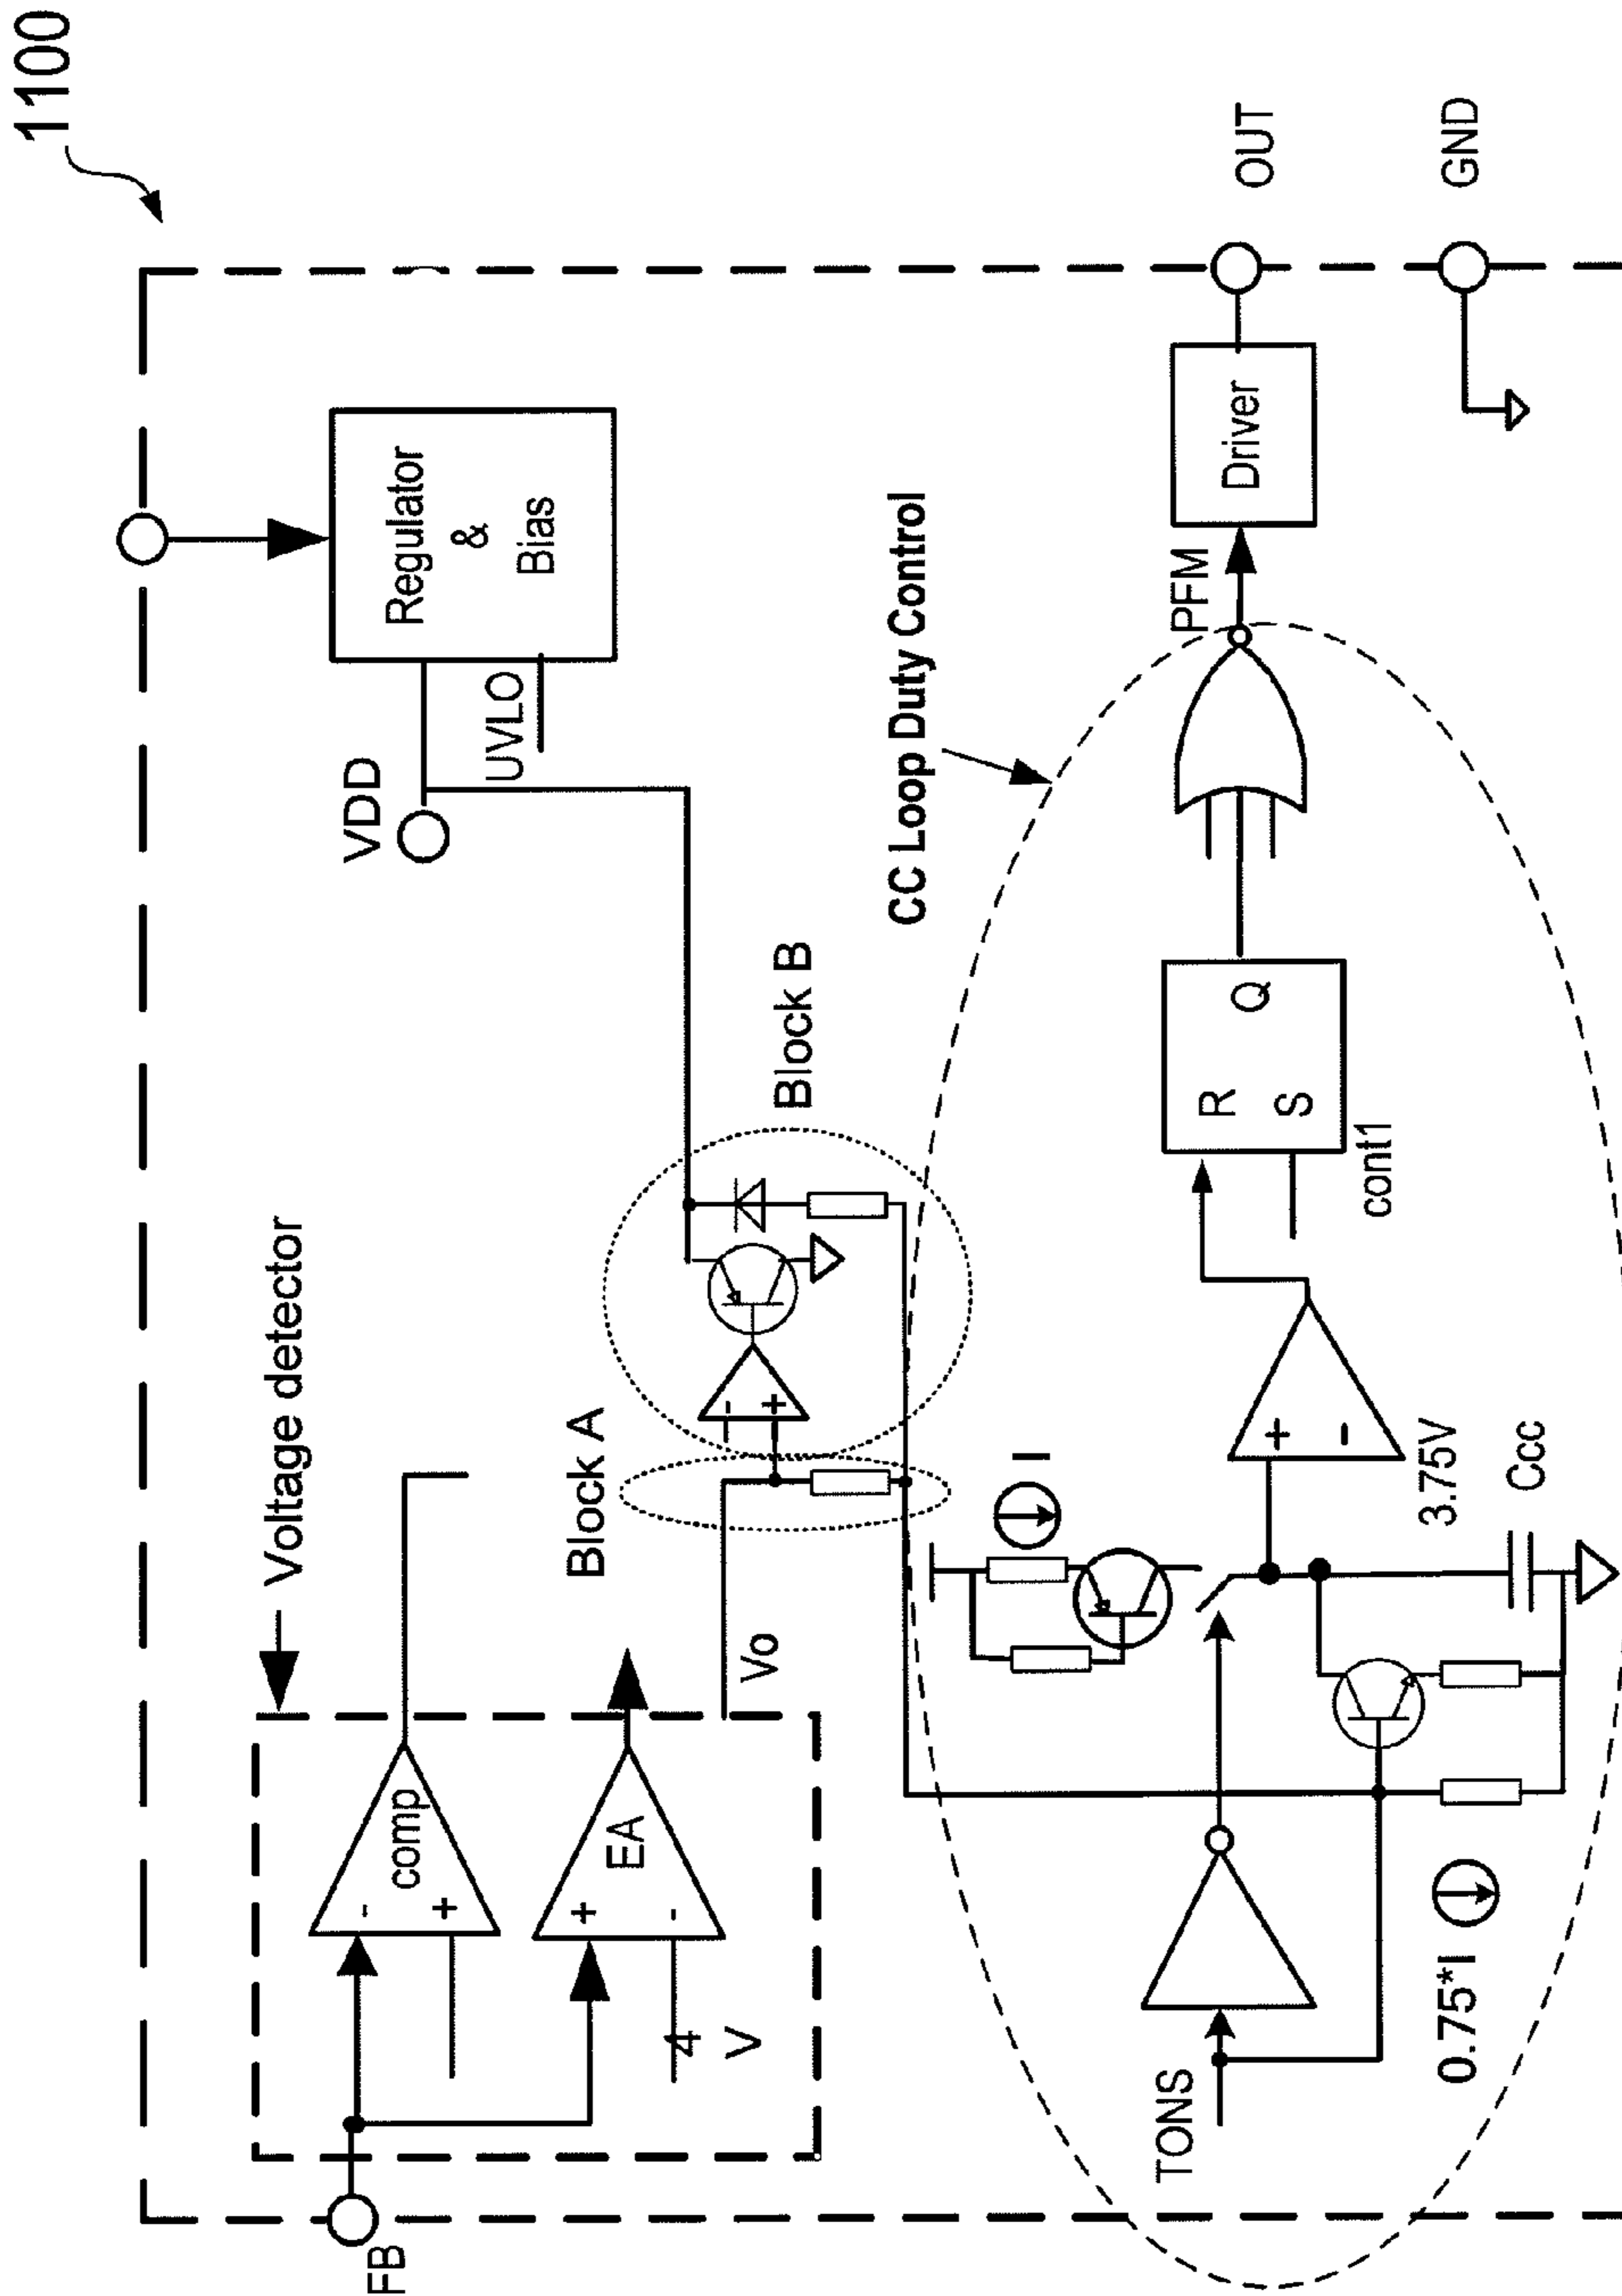 1100
Voltage detector
FB
comp
-
+
EA
+
-
4
V
Vo
VDD
UVLO
Regulator
&
Bias
Block A
Block B
-
+
CC Loop Duty Control
TONS
I
0.75*I
+
-
3.75V
Ccc
R
S
Q
cont1
PFM
Driver
OUT
GND